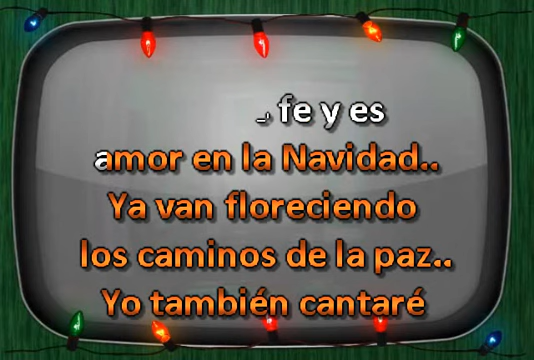 fe y es
amor en la Navidad..
Ya van floreciendo
los caminos de la paz..
Yo también cantaré